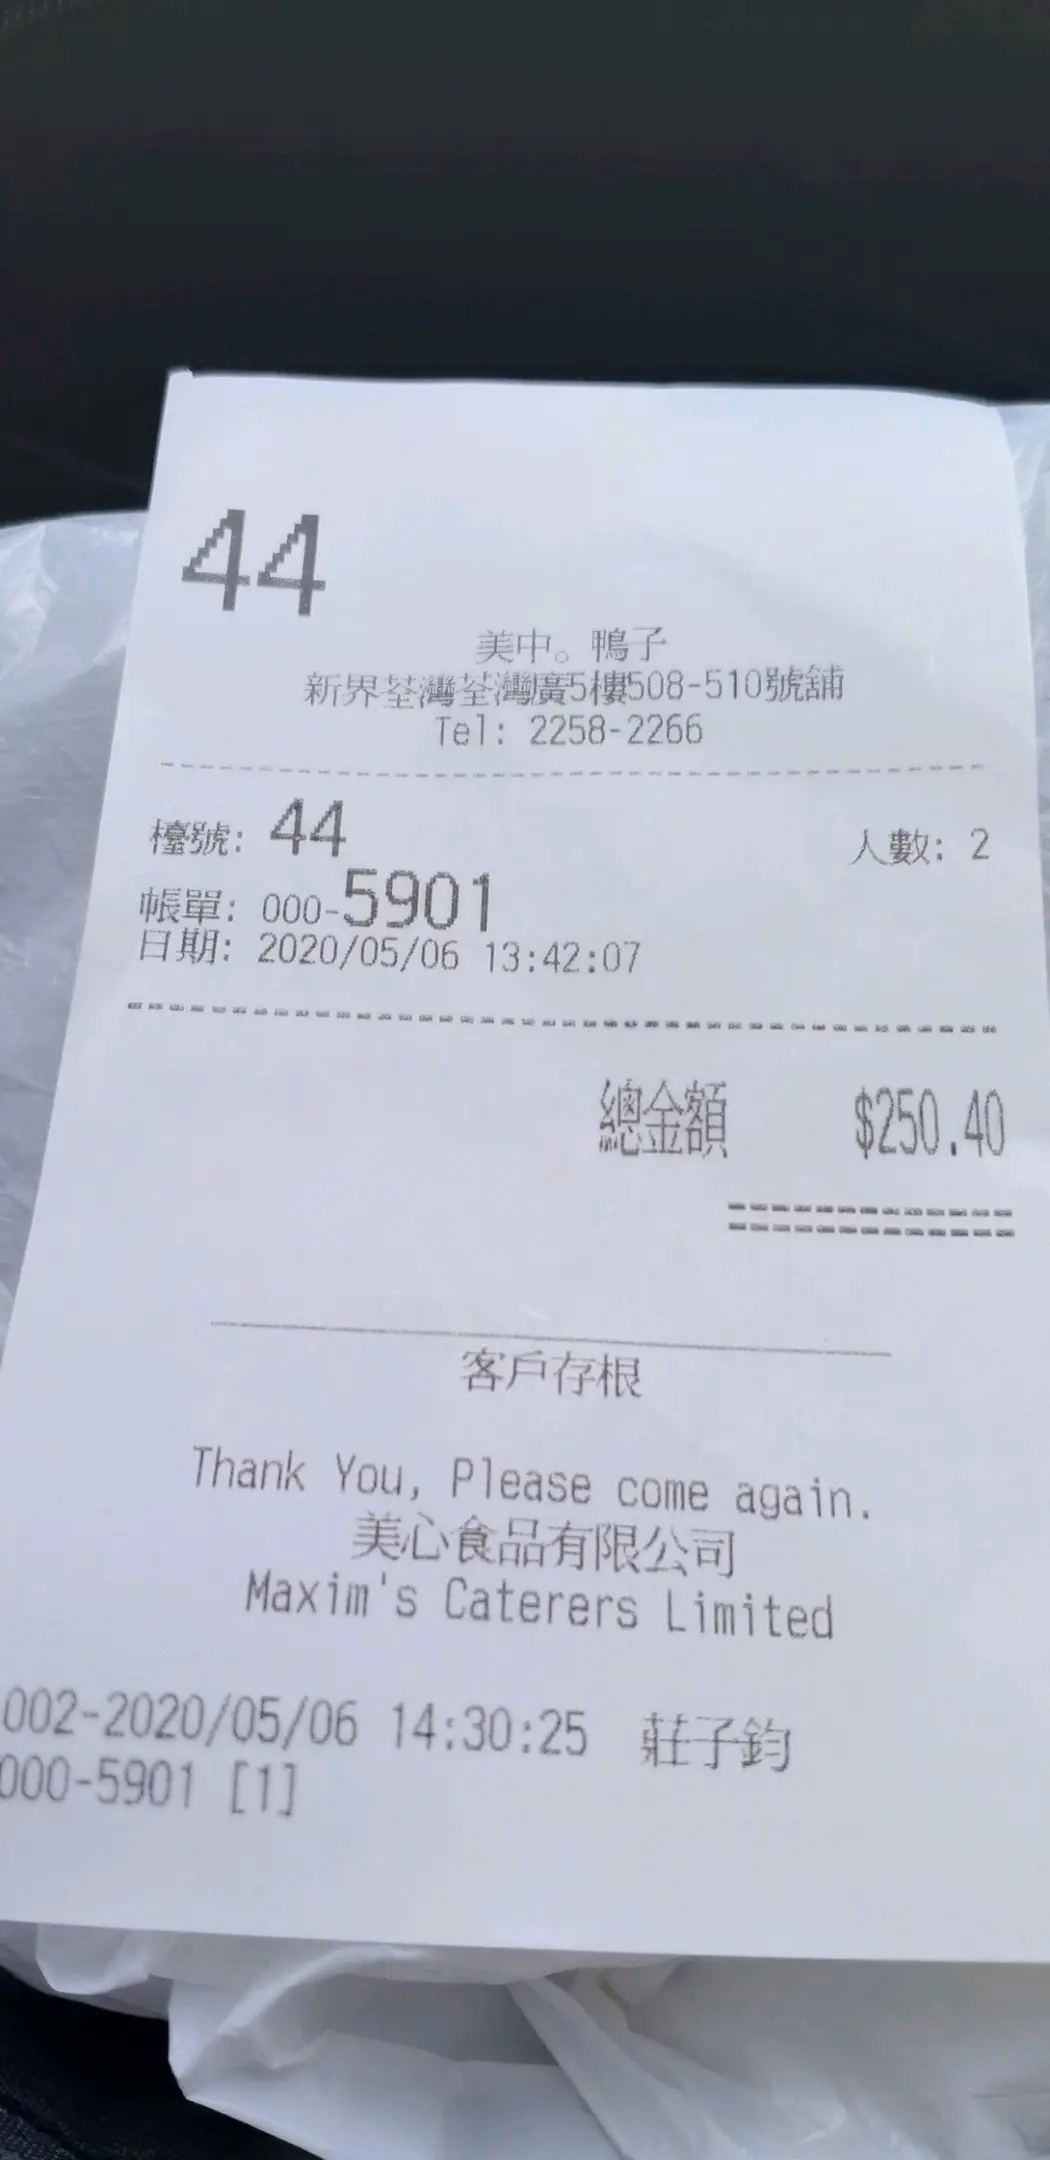 44
美中。鴨子
新界荃灣荃灣廣5樓508-510號舖
Tel: 2258-2266
檯號: 44 人數: 2
帳單: 000-5901
日期: 2020/05/06 13:42:07
總金額 $250.40
客戶存根
Thank You, Please come again.
美心食品有限公司
Maxim's Caterers Limited
002-2020/05/06 14:30:25 莊子鈞
000-5901 [1]